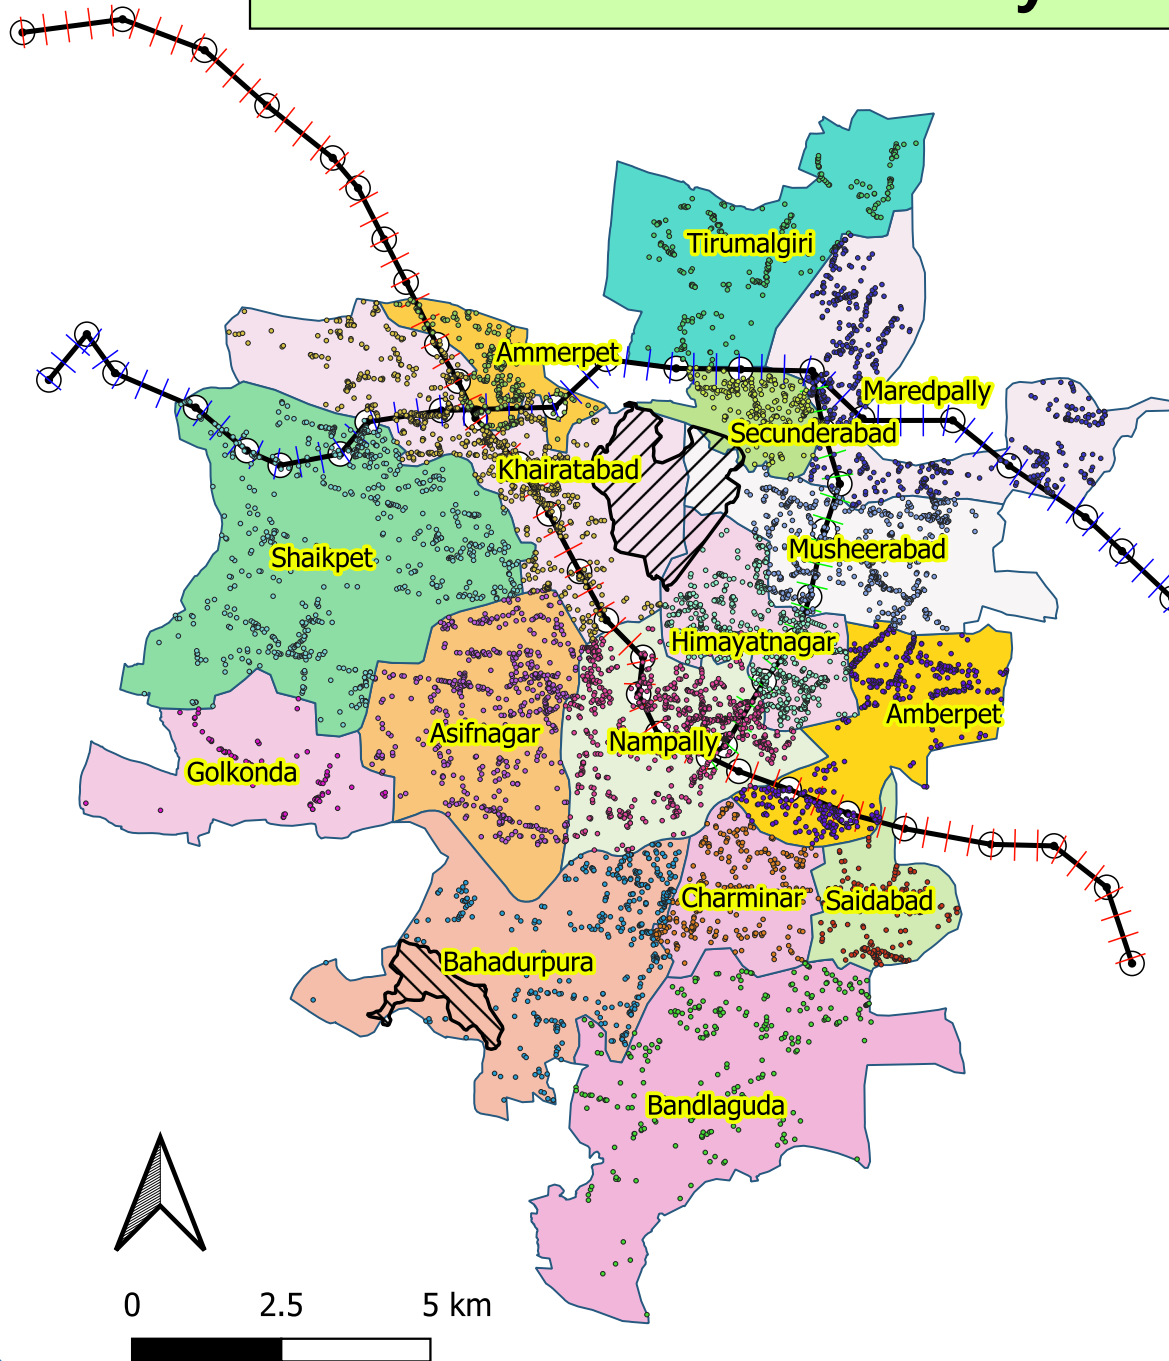 Tirumalgiri
Ammerpet
Maredpally
Secunderabad
Khairatabad
Musheerabad
Shaikpet
Himayatnagar
Amberpet
Asifnagar
Nampally
Golkonda
Charminar
Saidabad
Bahadurpura
Bandlaguda
0 2.5 5 km